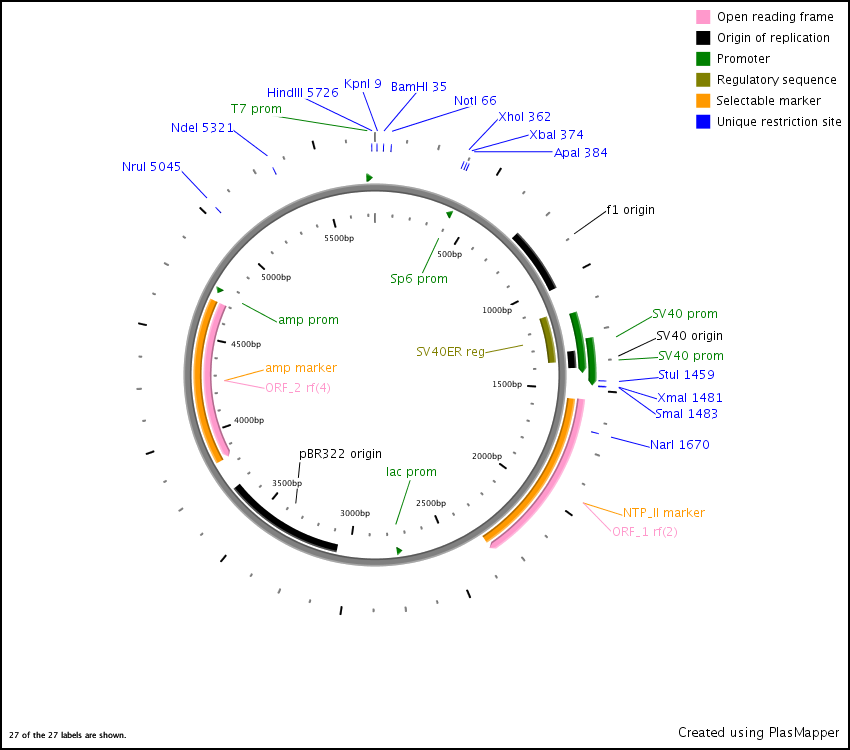 Open reading frame
Origin of replication
Promoter
Regulatory sequence
Selectable marker
Unique restriction site
KpnI 9
BamHI 35
HindIII 5726
NotI 66
T7 prom
XhoI 362
NdeI 5321
XbaI 374
ApaI 384
NruI 5045
f1 origin
5500bp
500bp
5000bp
Sp6 prom
1000bp
SV40 prom
amp prom
SV40 origin
4500bp
SV40ER reg
SV40 prom
amp marker
StuI 1459
ORF_2 rf(4)
1500bp
XmaI 1481
SmaI 1483
4000bp
NarI 1670
pBR322 origin
2000bp
lac prom
3500bp
2500bp
3000bp
NTP_II marker
ORF_1 rf(2)
27 of the 27 labels are shown.
Created using PlasMapper